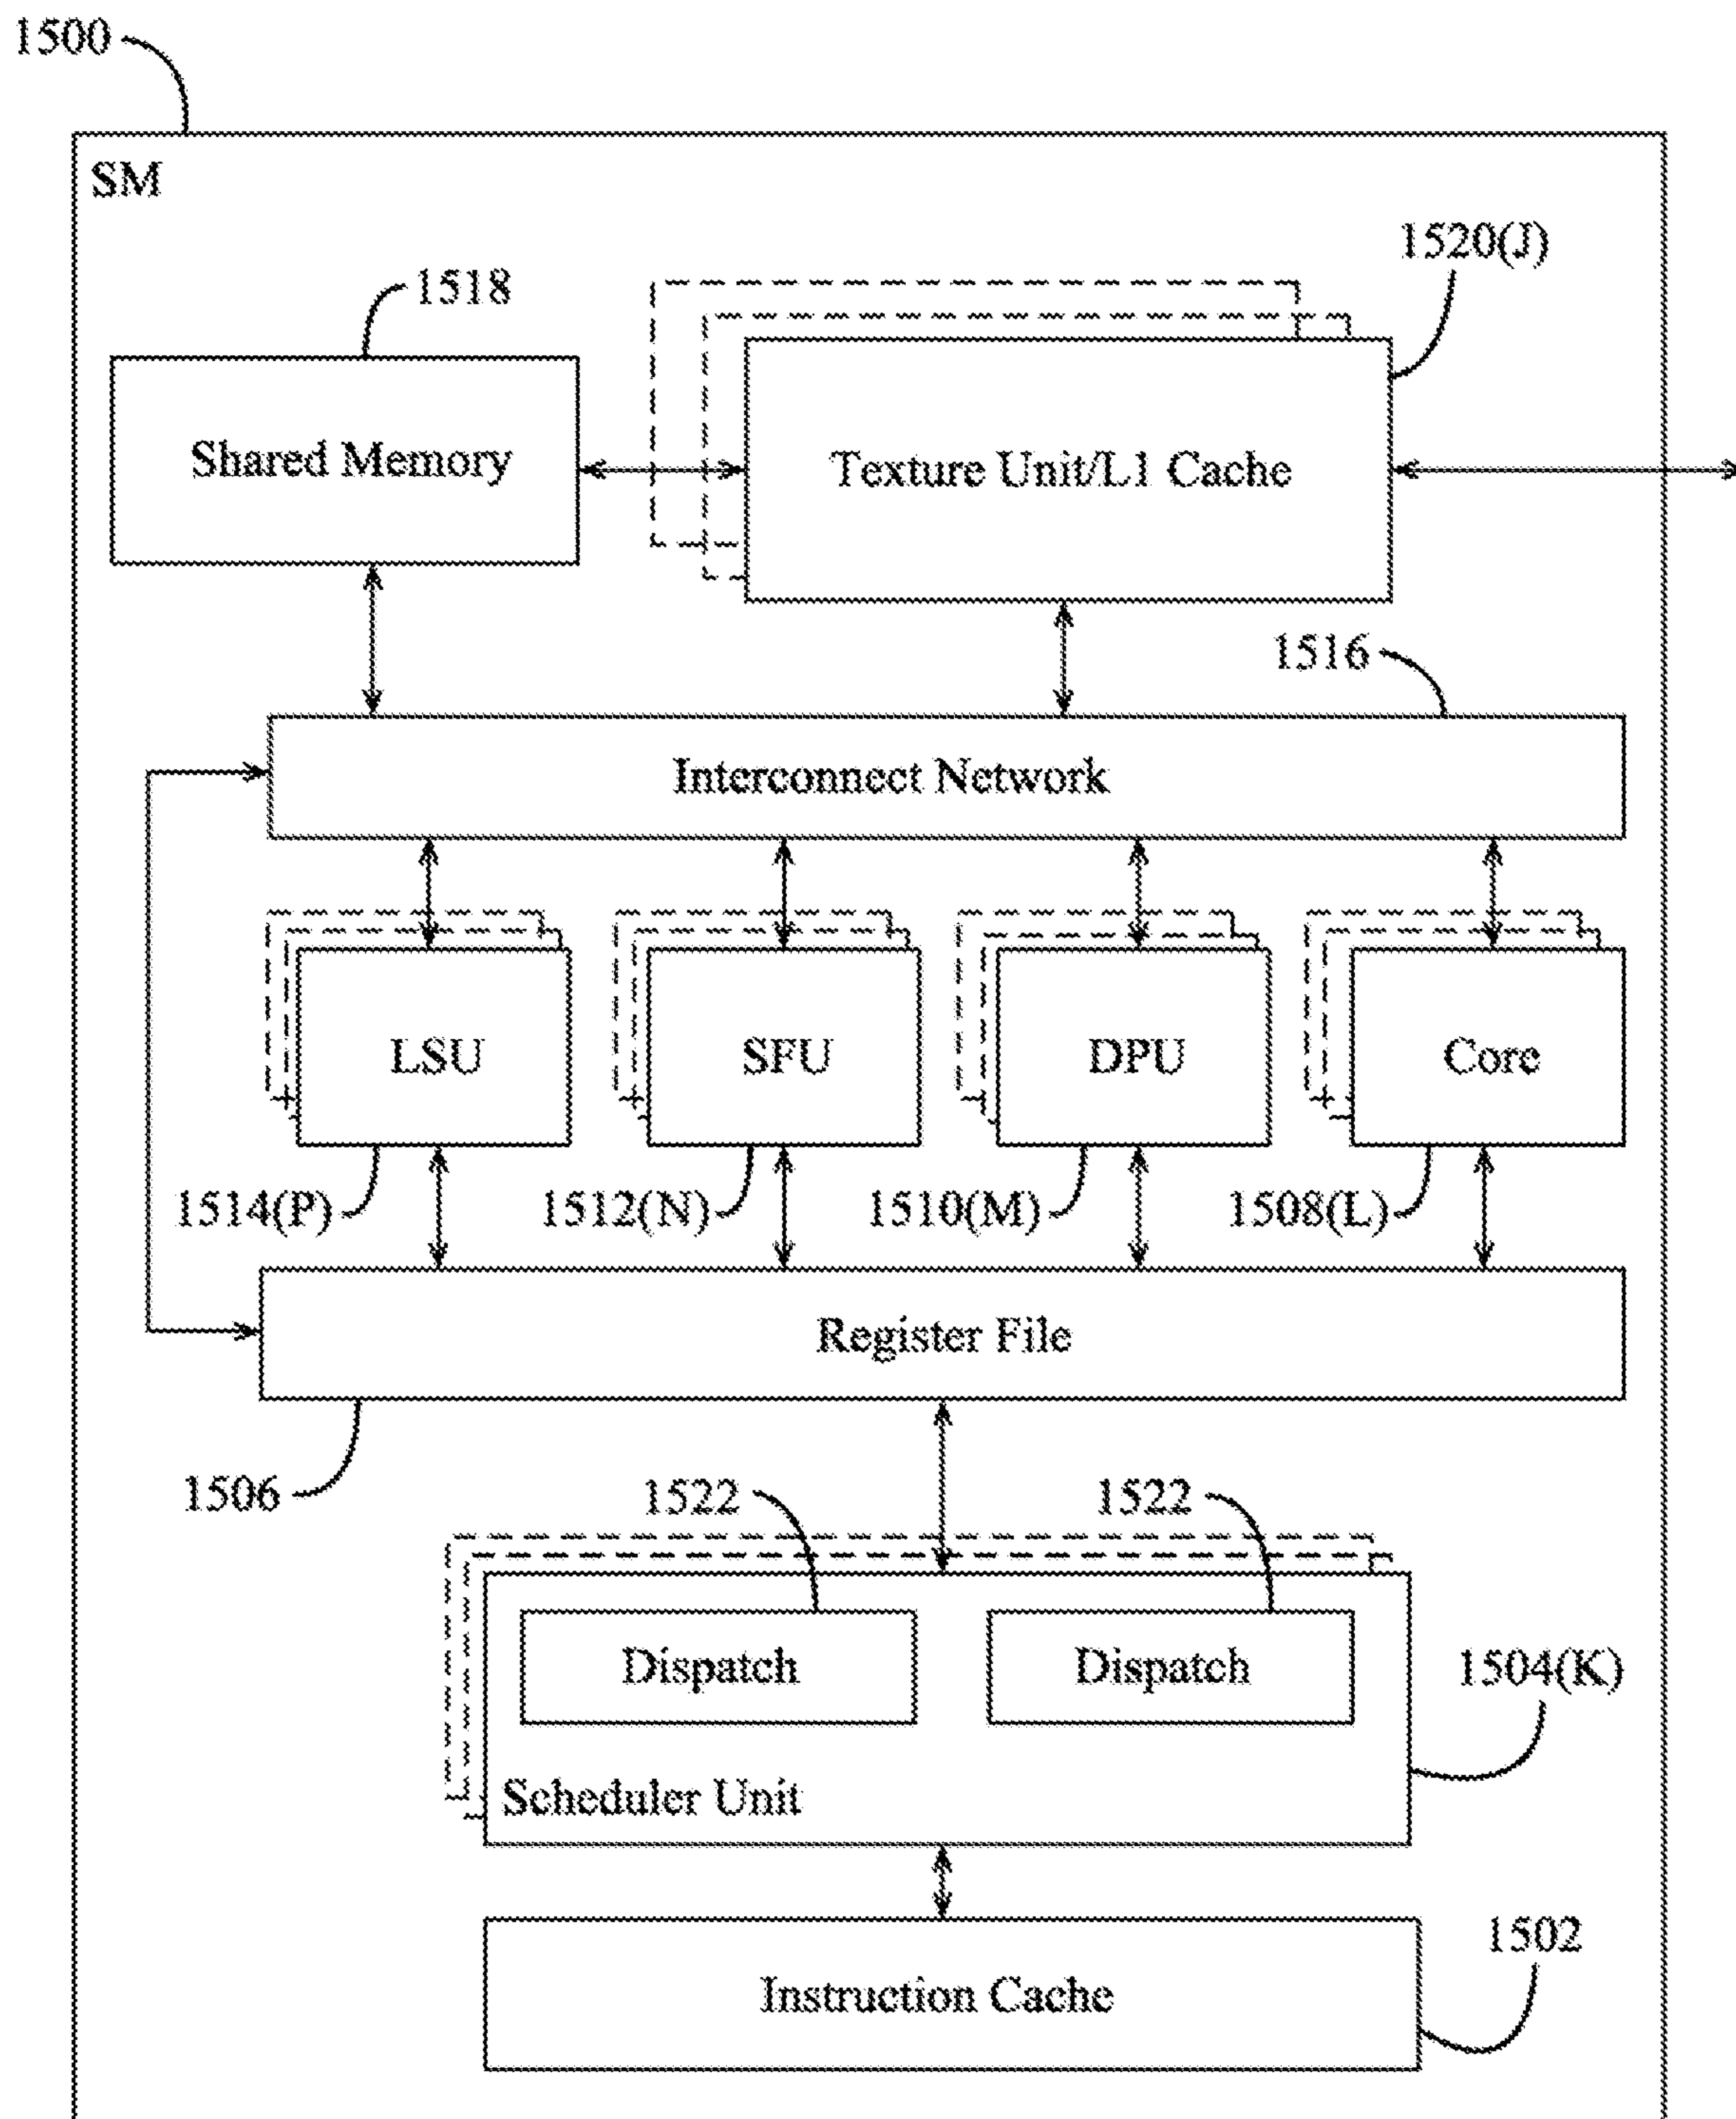 1500
SM
1520(J)
1518
Shared Memory
Texture Unit/L1 Cache
1516
Interconnect Network
LSU
SFU
DPU
Core
1514(P)
1512(N)
1510(M)
1508(L)
Register File
1506
1522
1522
Dispatch
Dispatch
1504(K)
Scheduler Unit
1502
Instruction Cache